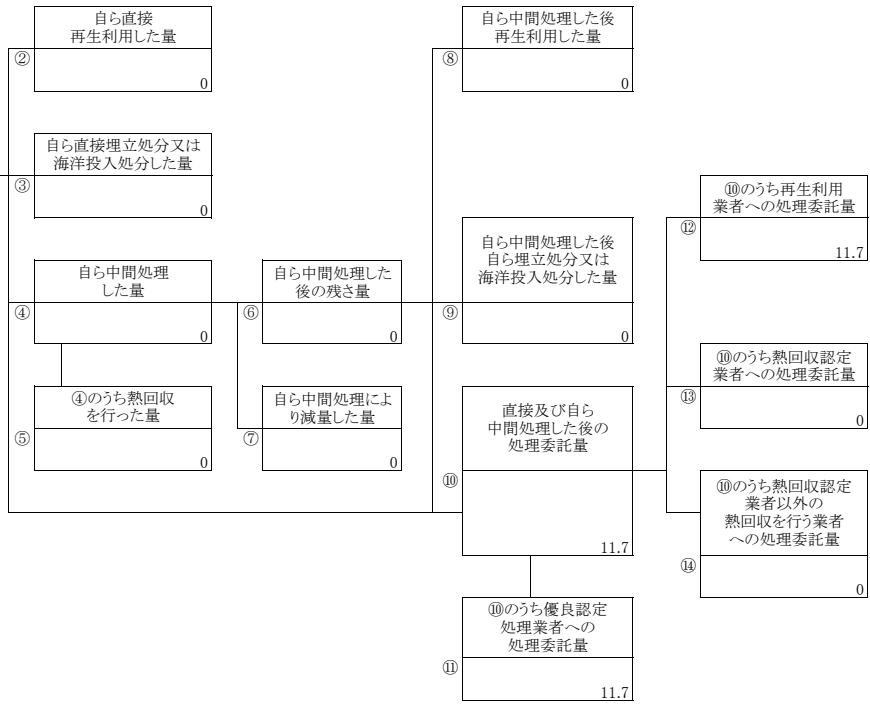 自ら直接
再生利用した量
②
0
自ら中間処理した後
再生利用した量
⑧
0
自ら直接埋立処分又は
海洋投入処分した量
③
0
⑩のうち再生利用
業者への処理委託量
⑫
11.7
自ら中間処理
した量
④
0
自ら中間処理した
後の残さ量
⑥
0
自ら中間処理した後
自ら埋立処分又は
海洋投入処分した量
⑨
0
⑩のうち熱回収認定
業者への処理委託量
⑬
0
④のうち熱回収
を行った量
⑤
0
自ら中間処理によ
り減量した量
⑦
0
直接及び自ら
中間処理した後の
処理委託量
⑩
11.7
⑩のうち熱回収認定
業者以外の
熱回収を行う業者
への処理委託量
⑭
0
⑩のうち優良認定
処理業者への
処理委託量
⑪
11.7